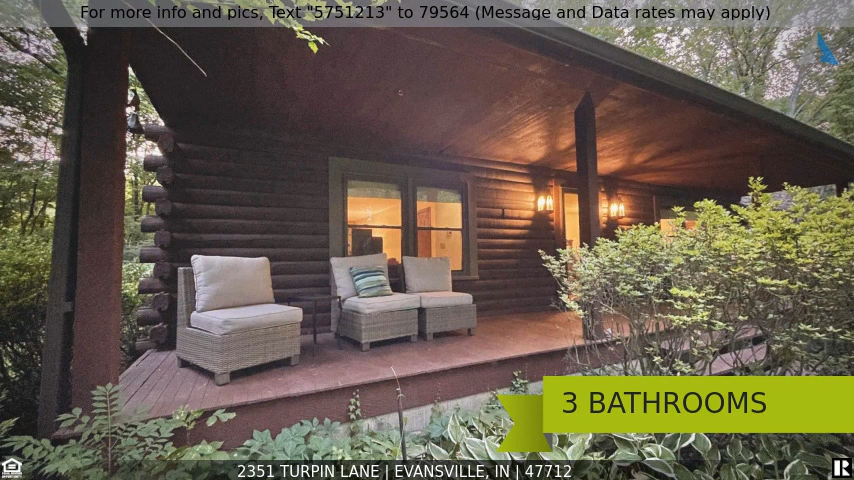 For more info and pics, Text "5751213" to 79564 (Message and Data rates may apply)
3 BATHROOMS
2351 TURPIN LANE | EVANSVILLE, IN | 47712